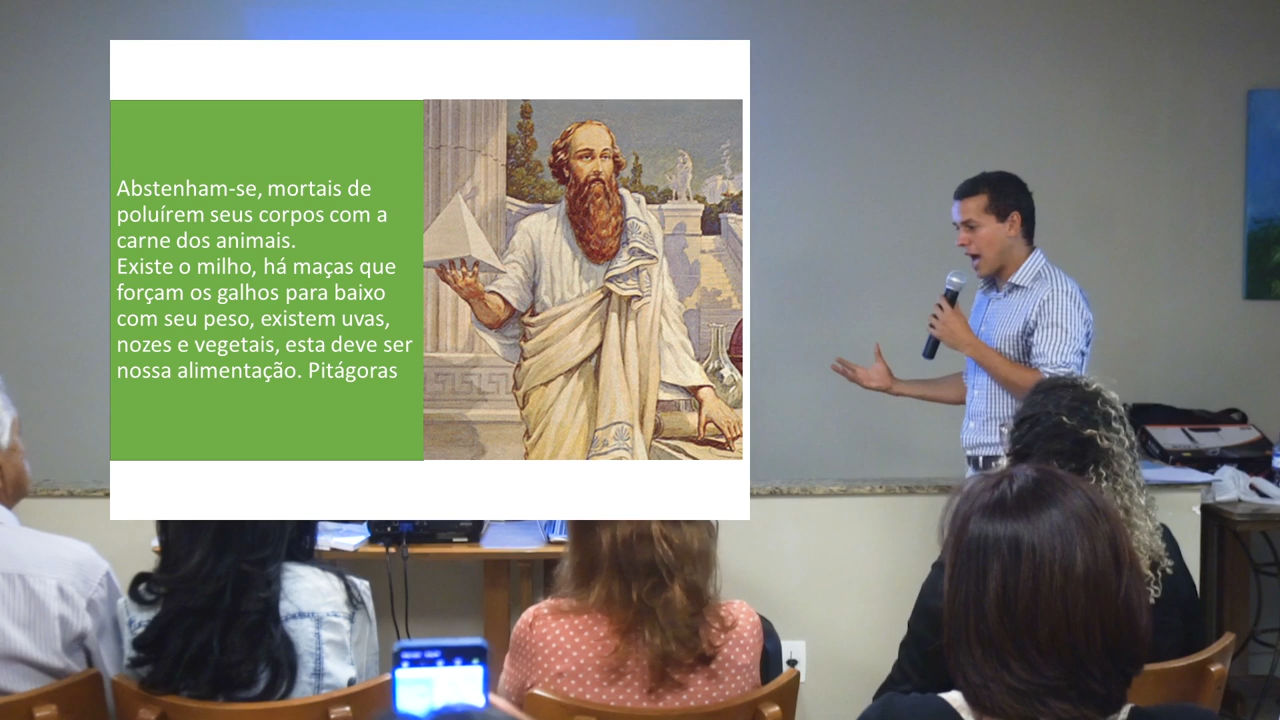 Abstenham-se, mortais de
poluírem seus corpos com a
carne dos animais.
Existe o milho, há maças que
forçam os galhos para baixo
com seu peso, existem uvas,
nozes e vegetais, esta deve ser
nossa alimentação. Pitágoras